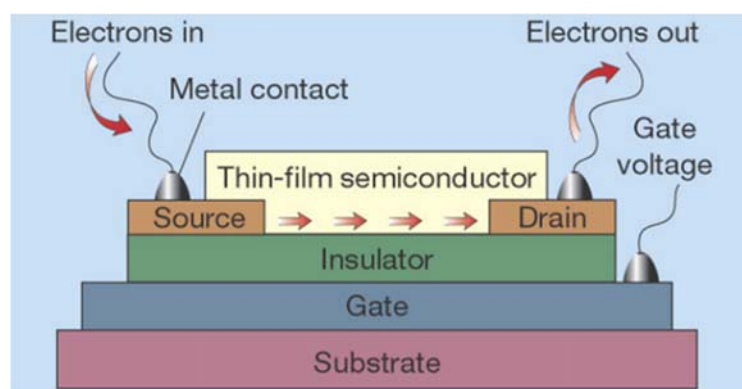 Electrons in
Electrons out
Metal contact
Gate
voltage
Thin-film semiconductor
Source
Drain
Insulator
Gate
Substrate